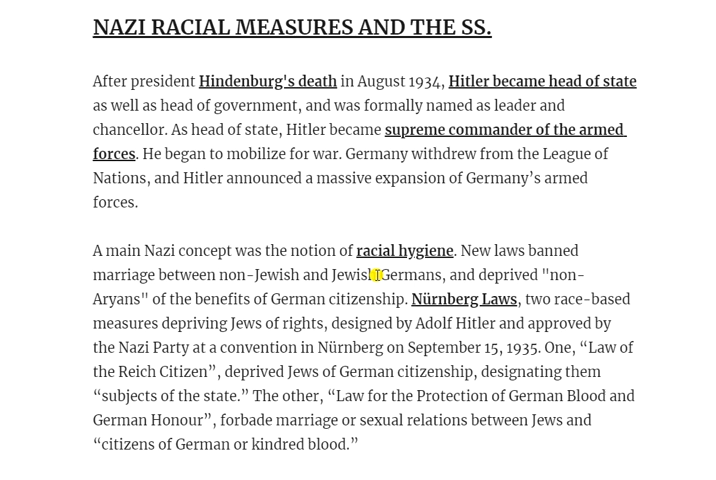 NAZI RACIAL MEASURES AND THE SS.
After president Hindenburg's death in August 1934, Hitler became head of state
as well as head of government, and was formally named as leader and
chancellor. As head of state, Hitler became supreme commander of the armed
forces. He began to mobilize for war. Germany withdrew from the League of
Nations, and Hitler announced a massive expansion of Germany’s armed
forces.
A main Nazi concept was the notion of racial hygiene. New laws banned
marriage between non-Jewish and Jewish Germans, and deprived "non-
Aryans" of the benefits of German citizenship. Nürnberg Laws, two race-based
measures depriving Jews of rights, designed by Adolf Hitler and approved by
the Nazi Party at a convention in Nürnberg on September 15, 1935. One, “Law of
the Reich Citizen”, deprived Jews of German citizenship, designating them
“subjects of the state.” The other, “Law for the Protection of German Blood and
German Honour”, forbade marriage or sexual relations between Jews and
“citizens of German or kindred blood.”